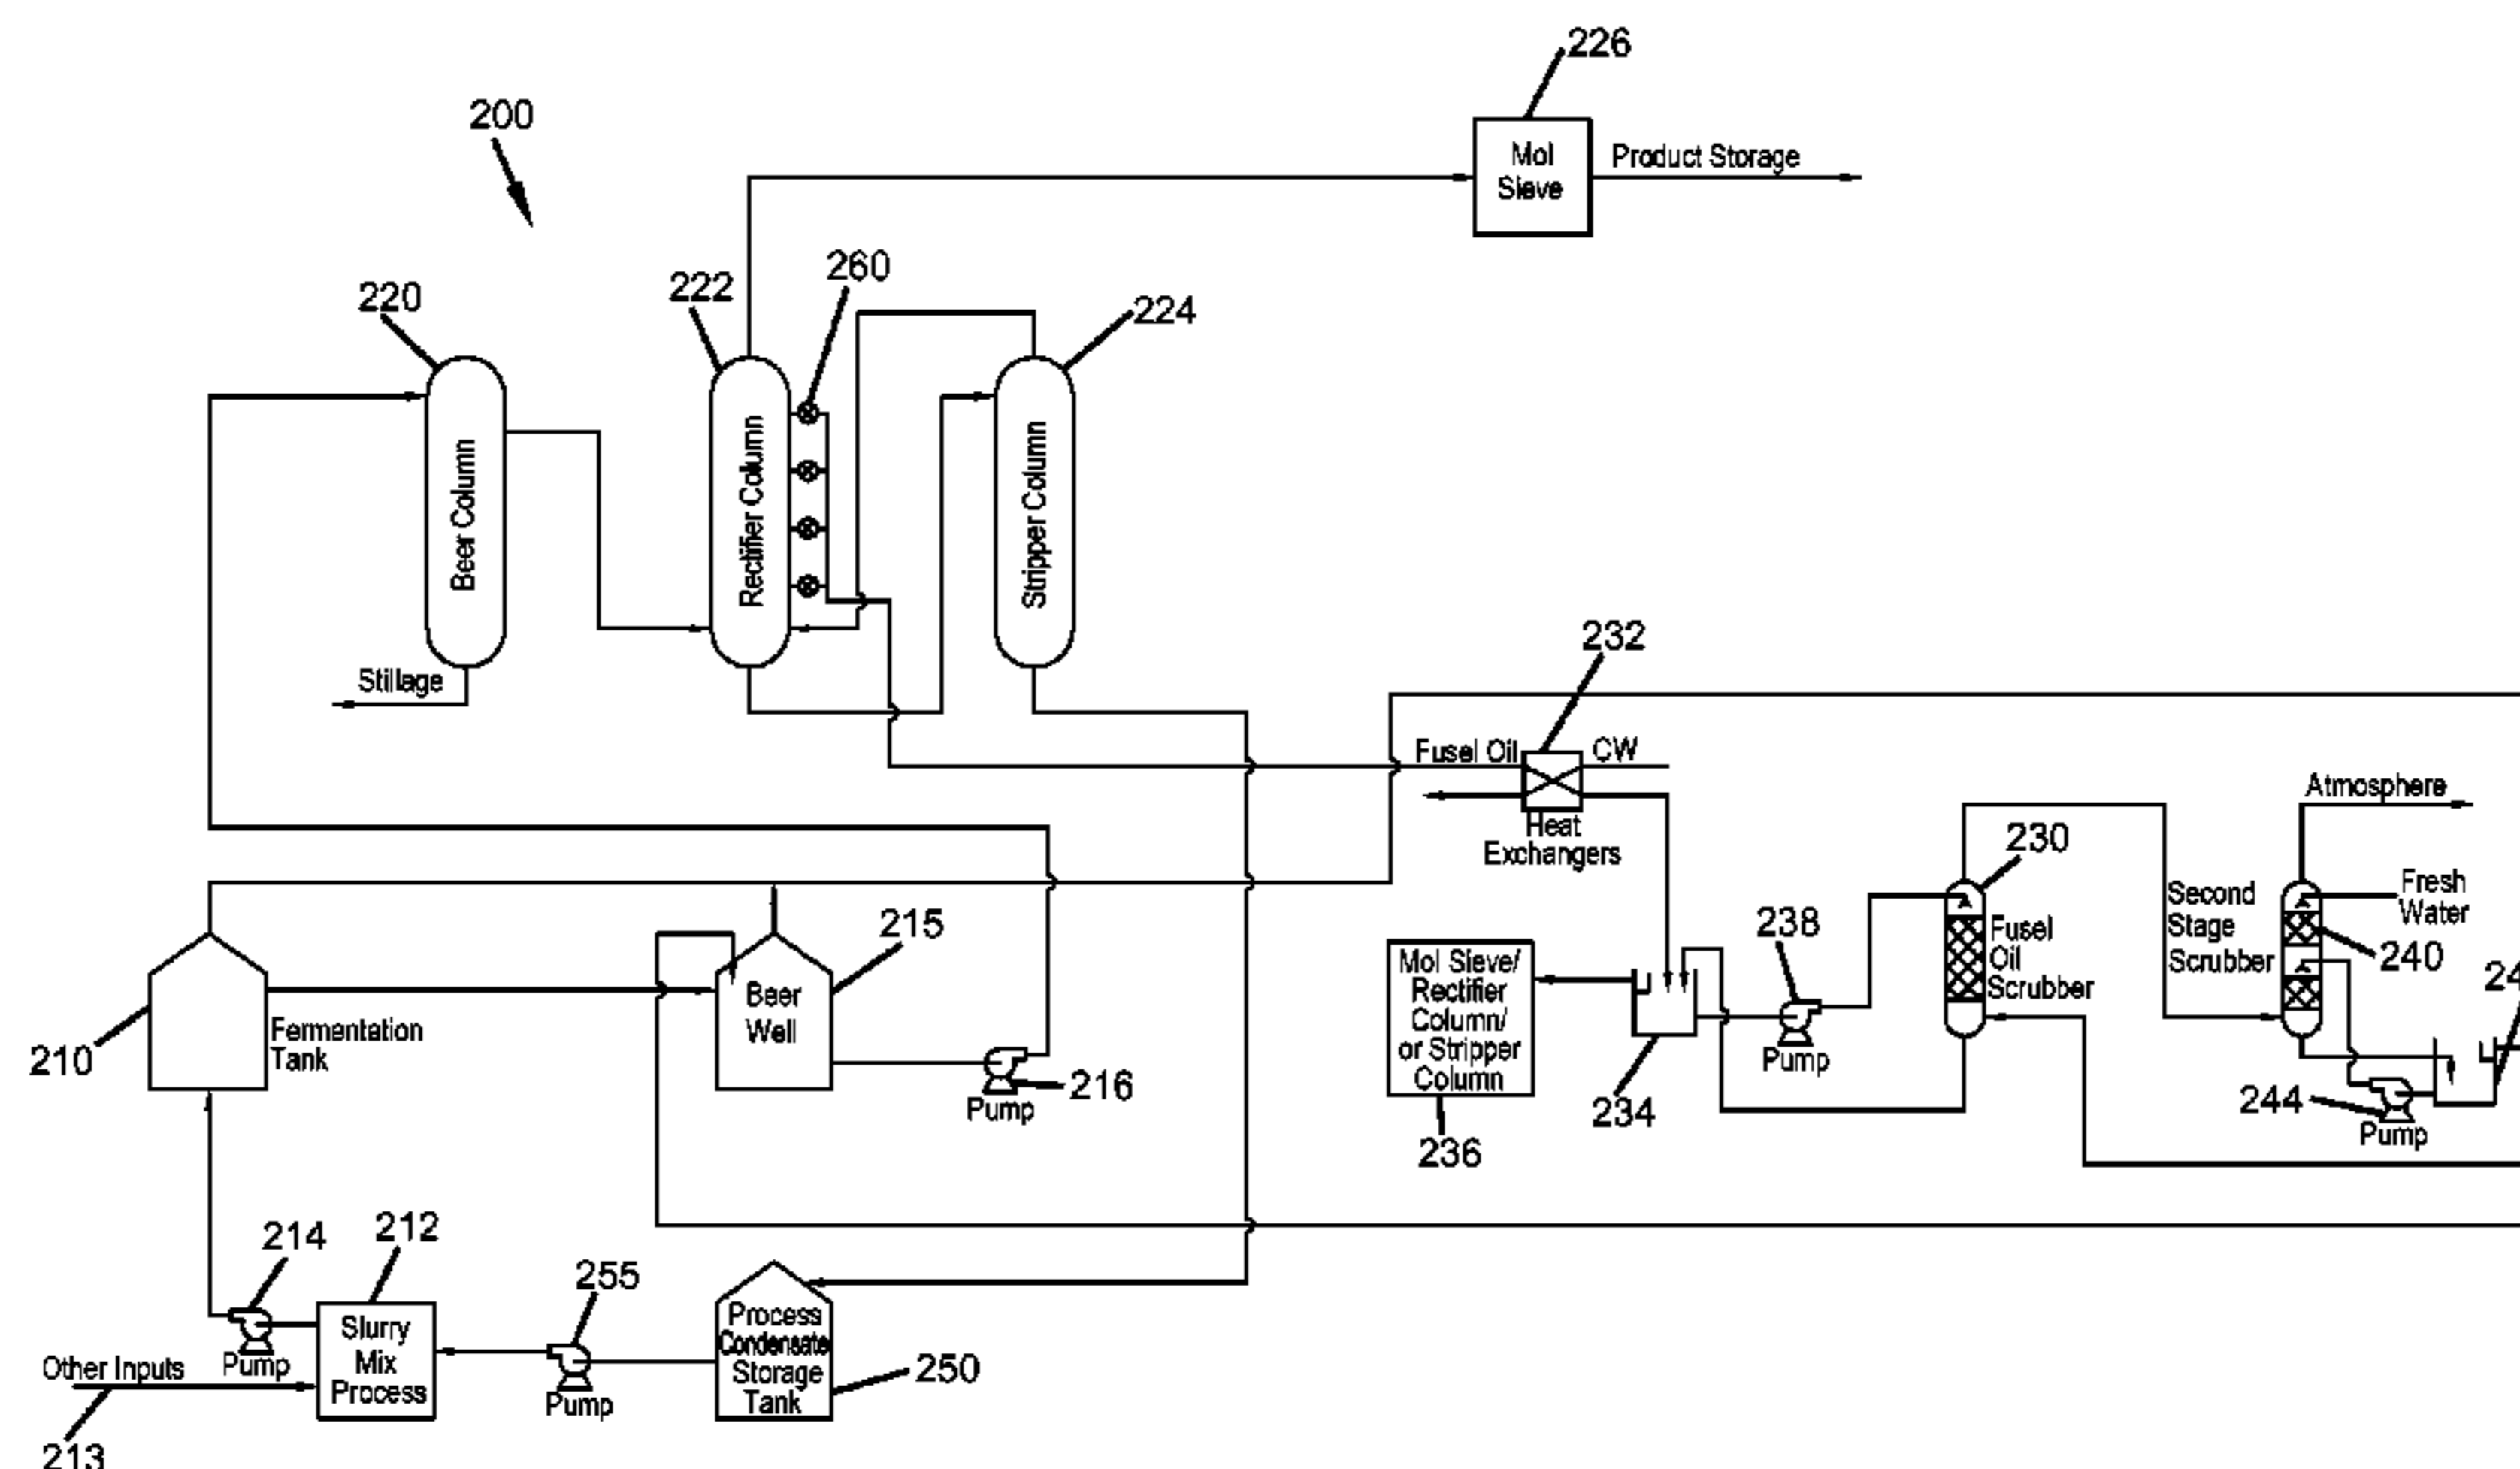 226
200
Mol
Sieve
Product Storage
260
222
220
224
Beer Column
Rectifier Column
Stripper Column
Stillage
232
Fusel Oil
CW
Heat
Exchangers
Atmosphere
230
Fresh
Water
Second
Stage
Scrubber
240
215
238
Fusel
Oil
Scrubber
Mol Sieve/
Rectifier
Column/
or Stripper
Column
Beer
Well
Fermentation
Tank
210
Pump
216
Pump
234
236
244
Pump
214
212
255
Slurry
Mix
Process
Process
Condensate
Storage
Tank
250
Other Inputs
Pump
Pump
213